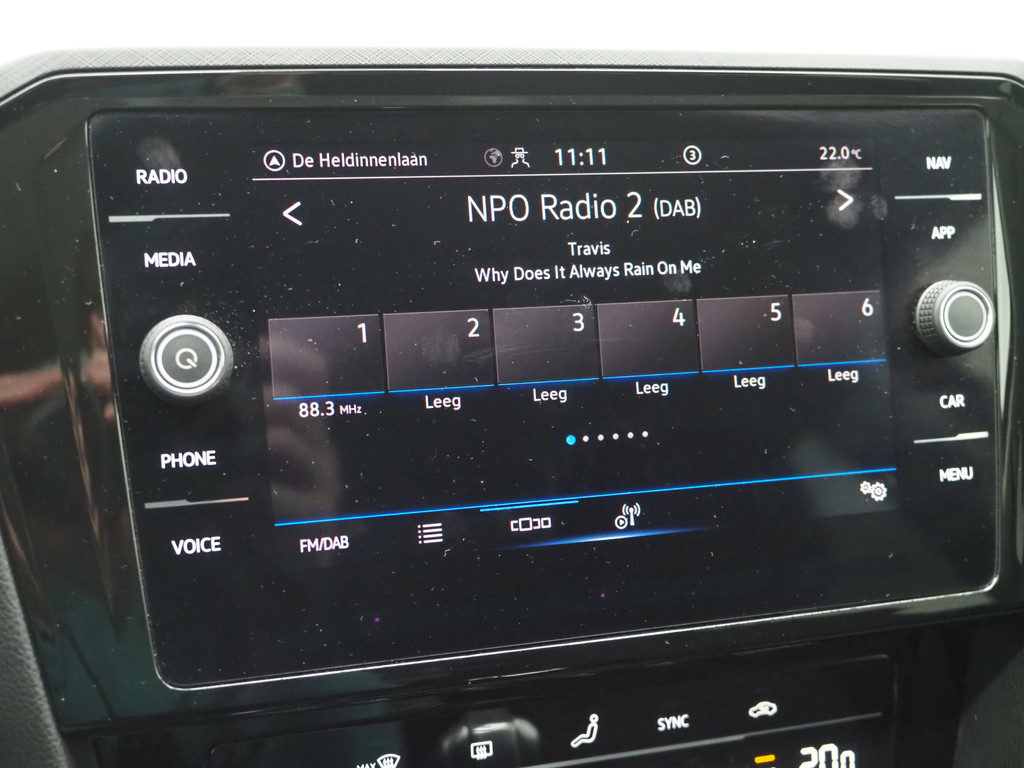 De Heldinnenlaan 11:11 3 22.0°C
RADIO
MEDIA
PHONE
VOICE
NPO Radio 2 (DAB)
Travis
Why Does It Always Rain On Me
1 2 3 4 5 6
88.3 MHz Leeg Leeg Leeg Leeg Leeg
FM/DAB
NAV
APP
CAR
MENU
MAX SYNC